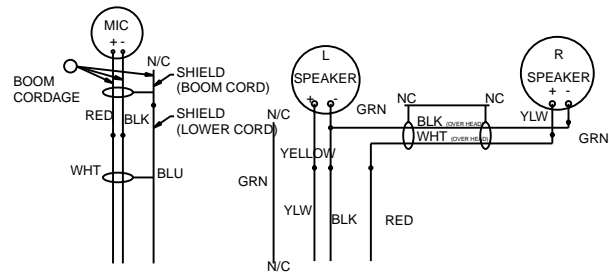 MIC
+ -
N/C
BOOM
CORDAGE
SHIELD
(BOOM CORD)
RED
BLK
SHIELD
(LOWER CORD)
WHT
BLU
L
SPEAKER
+ -
N/C
GRN
YELLOW
GRN
YLW
BLK
RED
N/C
NC
NC
BLK (OVER HEAD)
WHT (OVER HEAD)
R
SPEAKER
+ -
YLW
GRN